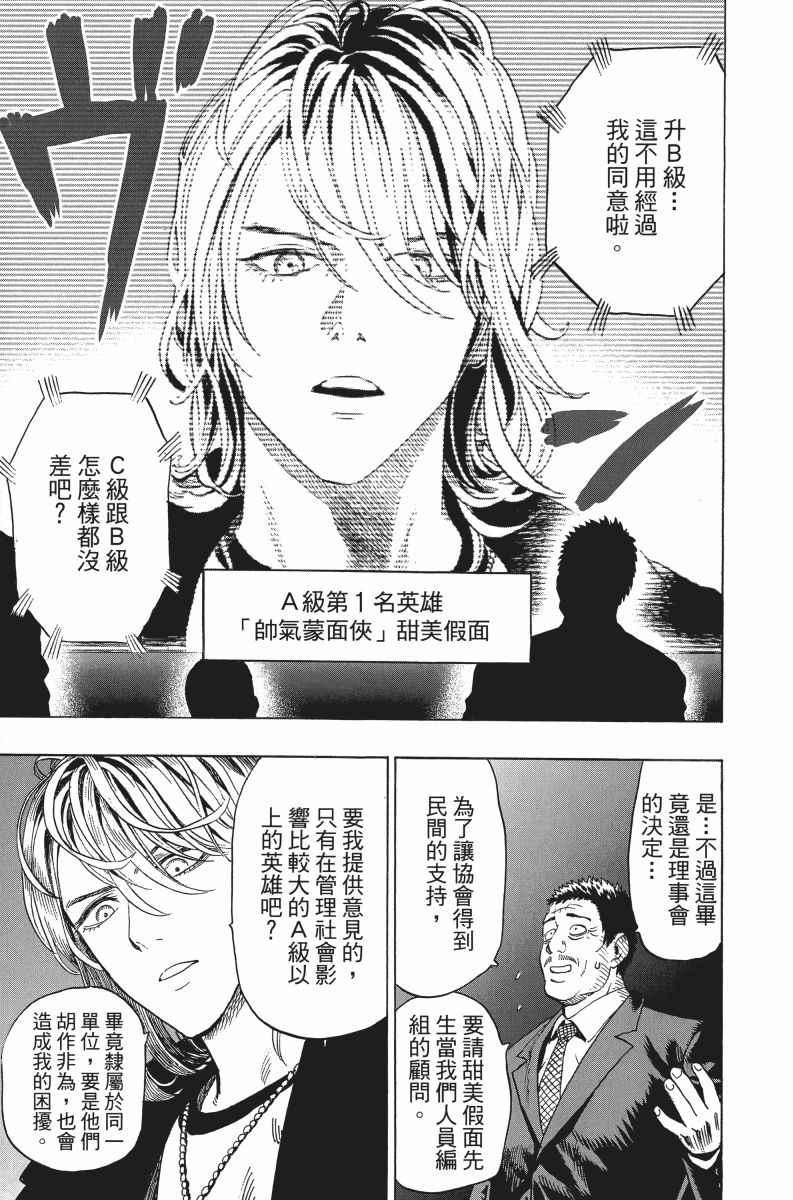 升B級…
這不用經過
我的同意啦。
ヴーン
C級跟B級
怎麼樣都沒
差吧？
A級第1名英雄
「帥氣蒙面俠」甜美假面
是…不過這畢
竟還是理事會
的決定…
為了讓協會得到
民間的支持，
要請甜美假面先
生當我們人員編
組的顧問。
要我提供意見的，
只有在管理社會影
響比較大的A級以
上的英雄吧？
畢竟隸屬於同一
單位，要是他們
胡作非為，也會
造成我的困擾。